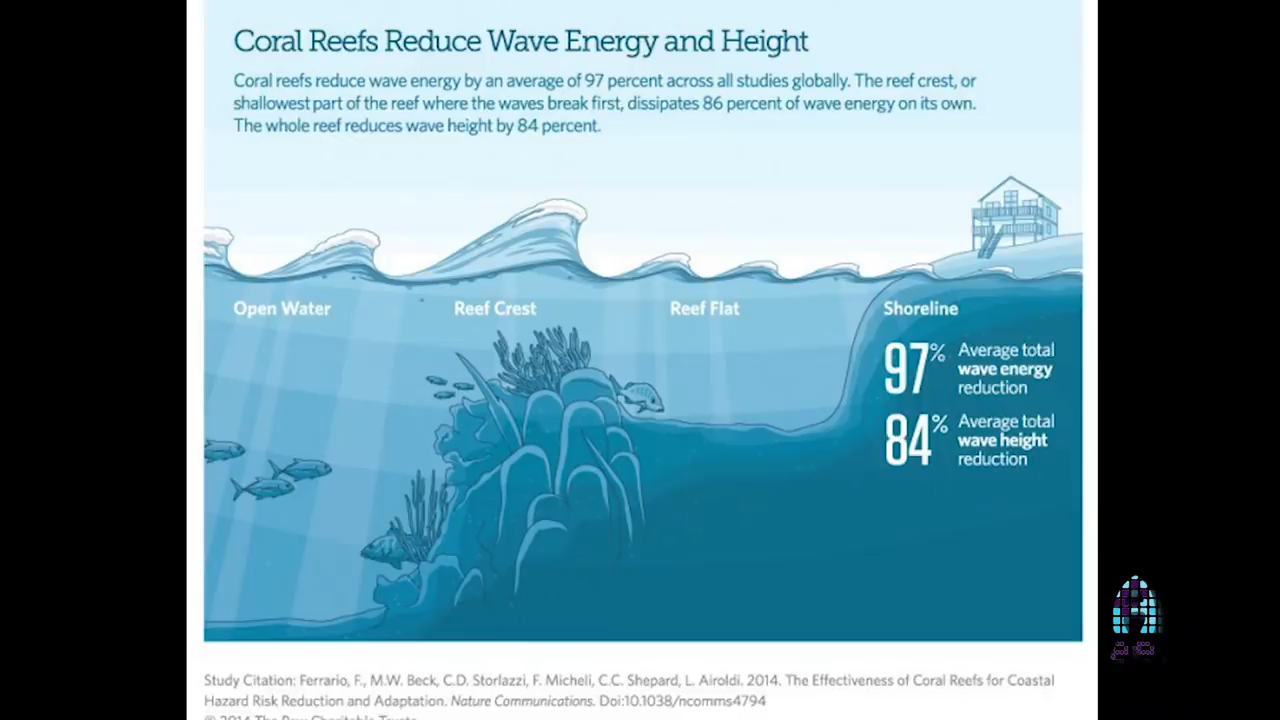 Coral Reefs Reduce Wave Energy and Height
Coral reefs reduce wave energy by an average of 97 percent across all studies globally. The reef crest, or
shallowest part of the reef where the waves break first, dissipates 86 percent of wave energy on its own.
The whole reef reduces wave height by 84 percent.
Open Water
Reef Crest
Reef Flat
Shoreline
97% Average total
wave energy
reduction
84% Average total
wave height
reduction
Study Citation: Ferrario, F., M.W. Beck, C.D. Storlazzi, F. Micheli, C.C. Shepard, L. Airoldi. 2014. The Effectiveness of Coral Reefs for Coastal
Hazard Risk Reduction and Adaptation. Nature Communications. Doi:10.1038/ncomms4794
© 2014 The Pew Charitable Trusts